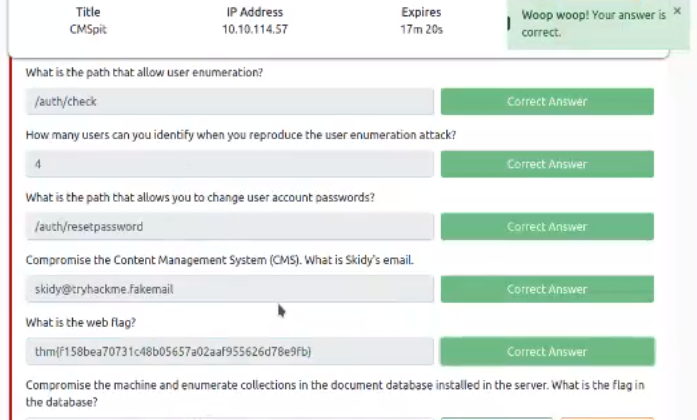 Title IP Address Expires
CMSpit 10.10.114.57 17m 20s
Woop woop! Your answer is
correct.
×
What is the path that allow user enumeration?
/auth/check Correct Answer
How many users can you identify when you reproduce the user enumeration attack?
4 Correct Answer
What is the path that allows you to change user account passwords?
/auth/resetpassword Correct Answer
Compromise the Content Management System (CMS). What is Skidy's email.
skidy@tryhackme.fakemail Correct Answer
What is the web flag?
thm{f158bea70731c48b05657a02aaf955626d78e9fb} Correct Answer
Compromise the machine and enumerate collections in the document database installed in the server. What is the flag in
the database?